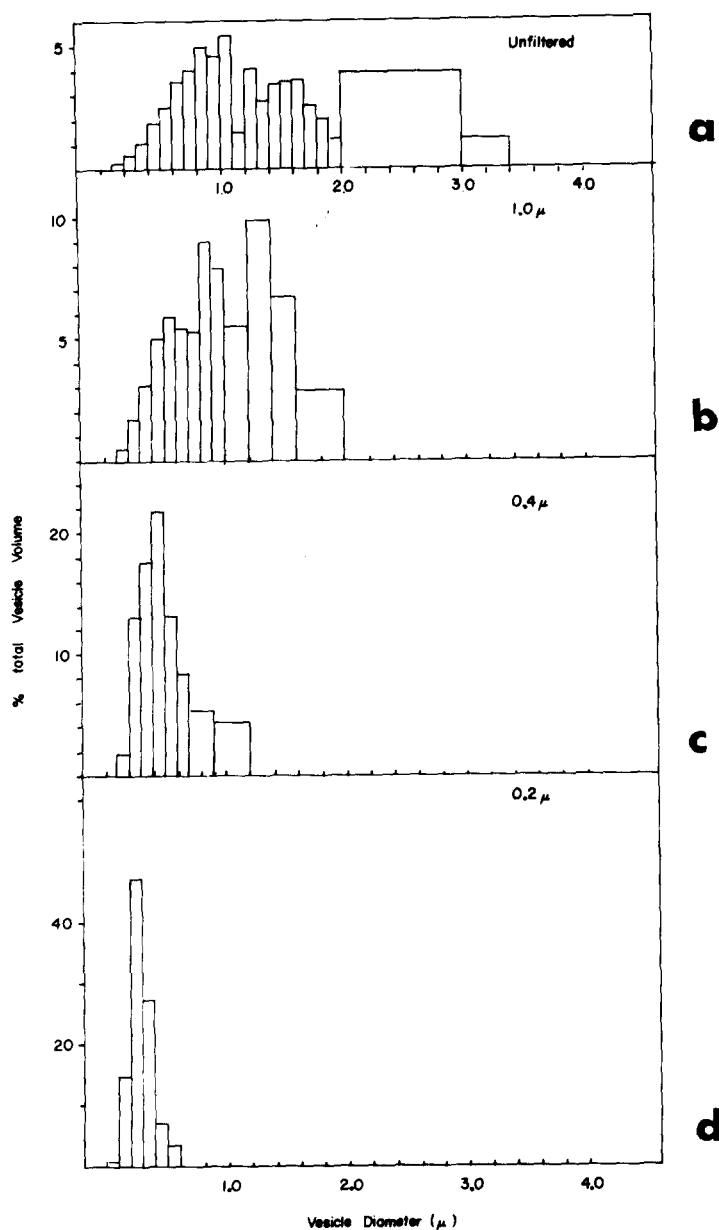 Unfiltered
5
a
1.0 2.0 3.0 4.0
1.0 μ
10
5
b
0.4 μ
20
10
c
% total Vesicle Volume
0.2 μ
40
20
d
1.0 2.0 3.0 4.0
Vesicle Diameter (μ)